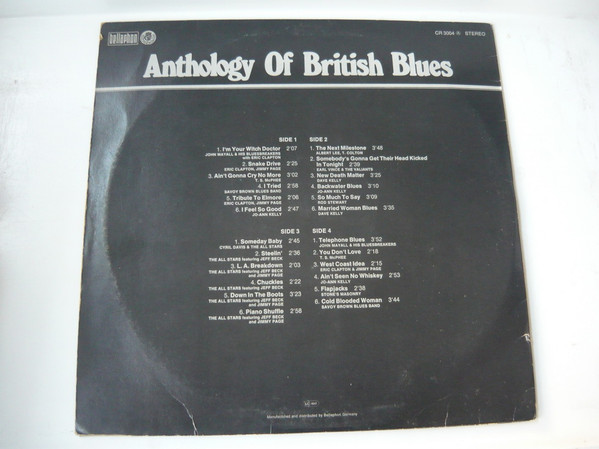 bellaphon
CR 3004 Ⓟ STEREO
Anthology Of British Blues
SIDE 1
1. I'm Your Witch Doctor 2'07
JOHN MAYALL & HIS BLUESBREAKERS
with ERIC CLAPTON
2. Snake Drive 2'25
ERIC CLAPTON, JIMMY PAGE
3. Ain't Gonna Cry No More 3'02
T. S. McPHEE
4. I Tried 2'58
SAVOY BROWN BLUES BAND
5. Tribute To Elmore 2'06
ERIC CLAPTON, JIMMY PAGE
6. I Feel So Good 2'47
JO-ANN KELLY
SIDE 2
1. The Next Milestone 3'46
ALBERT LEE, T. COLTON
2. Somebody's Gonna Get Their Head Kicked
In Tonight 2'39
EARL VINCE & THE VALIANTS
3. New Death Matter 3'25
DAVE KELLY
4. Backwater Blues 3'10
JO-ANN KELLY
5. So Much To Say 3'09
ROD STEWART
6. Married Woman Blues 3'35
DAVE KELLY
SIDE 3
1. Someday Baby 2'45
CYRIL DAVIS & THE ALL STARS
2. Steelin' 2'36
THE ALL STARS featuring JEFF BECK
3. L.A. Breakdown 2'03
THE ALL STARS featuring JEFF BECK
and JIMMY PAGE
4. Chuckles 2'22
THE ALL STARS featuring JEFF BECK
and JIMMY PAGE
5. Down In The Boots 3'23
THE ALL STARS featuring JEFF BECK
and JIMMY PAGE
6. Piano Shuffle 2'58
THE ALL STARS featuring JEFF BECK
and JIMMY PAGE
SIDE 4
1. Telephone Blues 3'52
JOHN MAYALL & HIS BLUESBREAKERS
2. You Don't Love 2'18
T. S. McPHEE
3. West Coast Idea 2'15
ERIC CLAPTON & JIMMY PAGE
4. Ain't Seen No Whiskey 2'53
JO-ANN KELLY
5. Flapjacks 2'38
STONE'S MASONRY
6. Cold Blooded Woman 3'44
SAVOY BROWN BLUES BAND
Manufactured and distributed by Bellaphon Germany